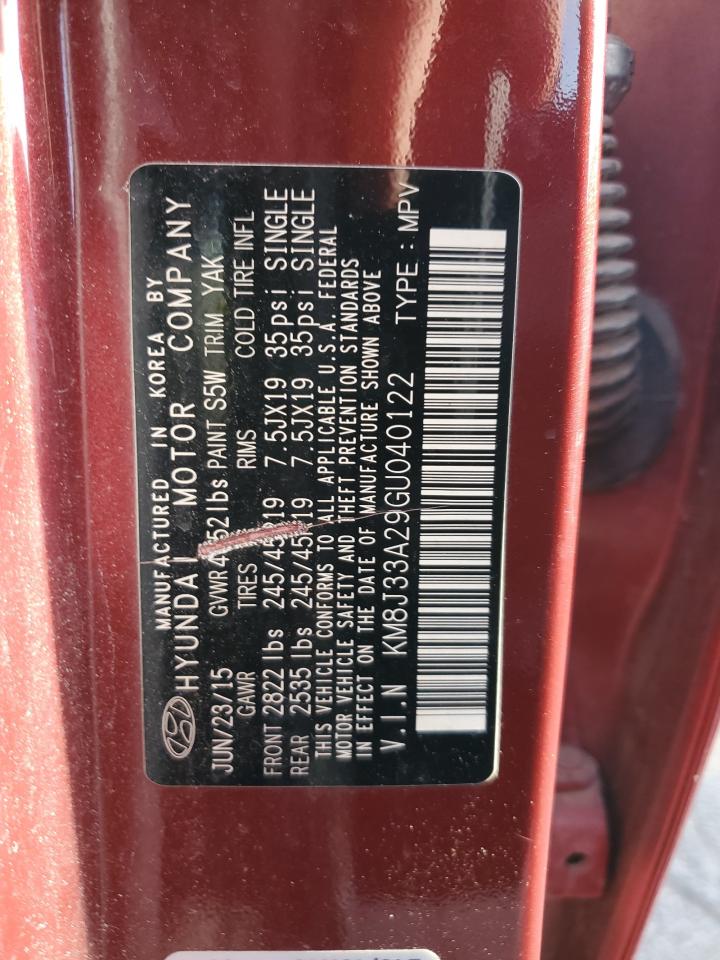 MANUFACTURED IN KOREA BY
HYUNDAI MOTOR COMPANY
JUN/23/15 PAINT S5W TRIM YAK
GAWR TIRES RIMS COLD TIRE INFL
FRONT 2822 lbs 7.5JX19 35psi SINGLE
REAR 2535 lbs 7.5JX19 35psi SINGLE
THIS VEHICLE CONFORMS TO ALL APPLICABLE U.S.A. FEDERAL
MOTOR VEHICLE SAFETY AND THEFT PREVENTION STANDARDS
IN EFFECT ON THE DATE OF MANUFACTURE SHOWN ABOVE
V.I.N KM8J33A29GU040122 TYPE : MPV